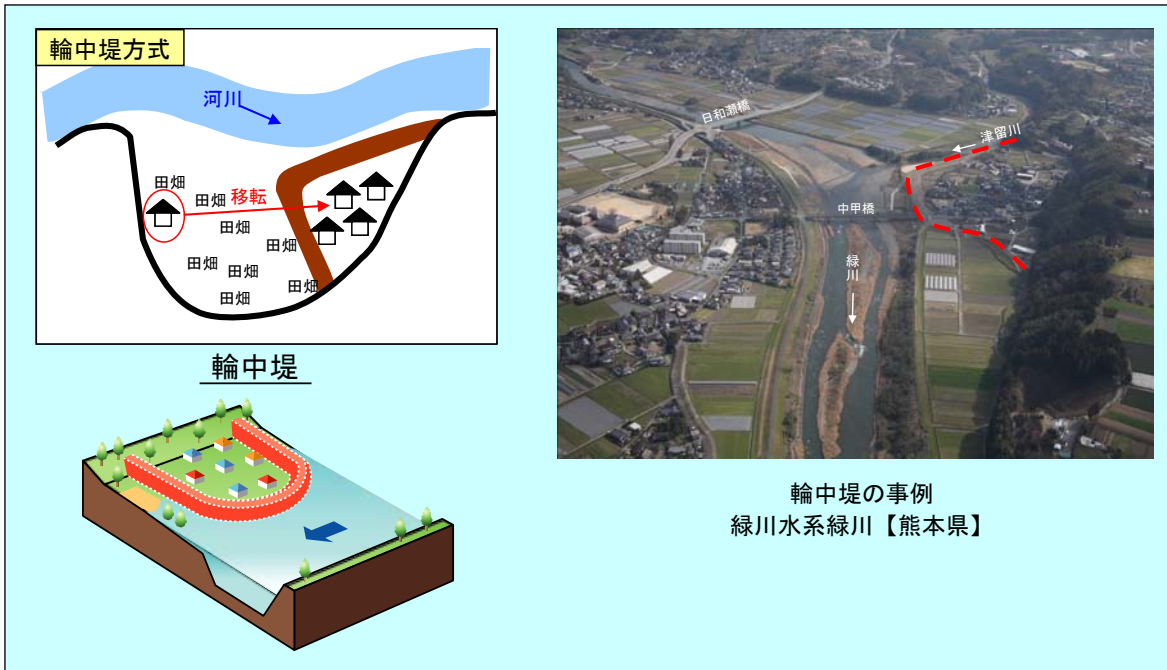 輪中堤方式
河川
田畑
田畑
移転
田畑
田畑
田畑
田畑
田畑
田畑
輪中堤
日和瀬橋
津留川
中甲橋
緑川
輪中堤の事例
緑川水系緑川【熊本県】